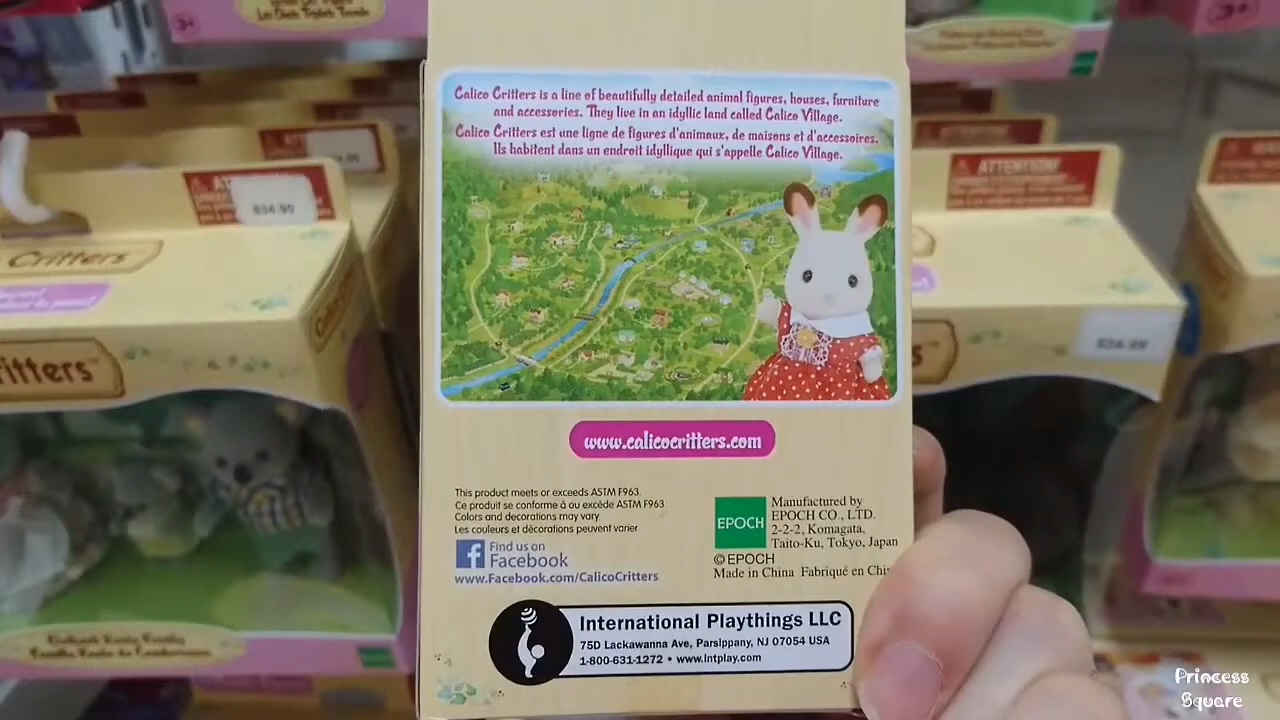 Calico Critters is a line of beautifully detailed animal figures, houses, furniture
and accessories. They live in an idyllic land called Calico Village.
Calico Critters est une ligne de figures d'animaux, de maisons et d'accessoires.
Ils habitent dans un endroit idyllique qui s'appelle Calico Village.
www.calicocritters.com
This product meets or exceeds ASTM F963.
Ce produit se conforme à ou excède ASTM F963
Colors and decorations may vary
Les couleurs et décorations peuvent varier
Find us on
Facebook
www.Facebook.com/CalicoCritters
EPOCH
Manufactured by
EPOCH CO., LTD.
2-2-2, Komagata,
Taito-Ku, Tokyo, Japan
© EPOCH
Made in China Fabriqué en Chi
International Playthings LLC
75D Lackawanna Ave, Parsippany, NJ 07054 USA
1-800-631-1272 • www.intplay.com
Critters
ritters™
ATTENTION!
Princess
Square